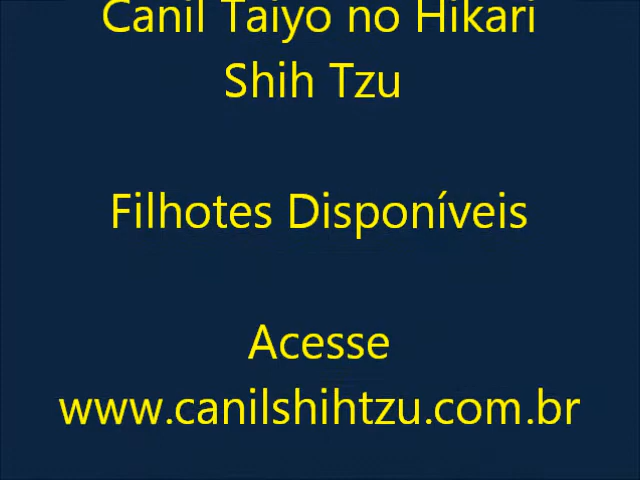 Canil Taiyo no Hikari
Shih Tzu
Filhotes Disponíveis
Acesse
www.canilshihtzu.com.br